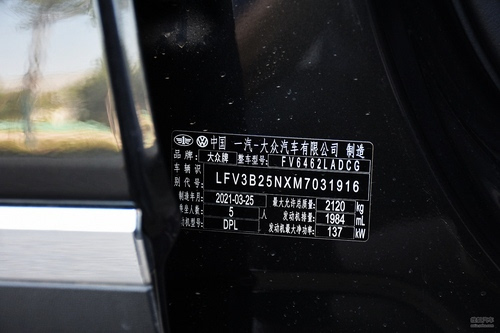 中国 一汽-大众汽车有限公司 制造
品牌: 大众牌 整车型号: FV6462LADCG
车辆识别代号: LFV3B25NXM7031916
制造年月: 2021-03-25 最大允许总质量: 2120 kg
乘坐人数: 5 人 发动机排量: 1984 mL
发动机型号: DPL 发动机最大净功率: 137 kW